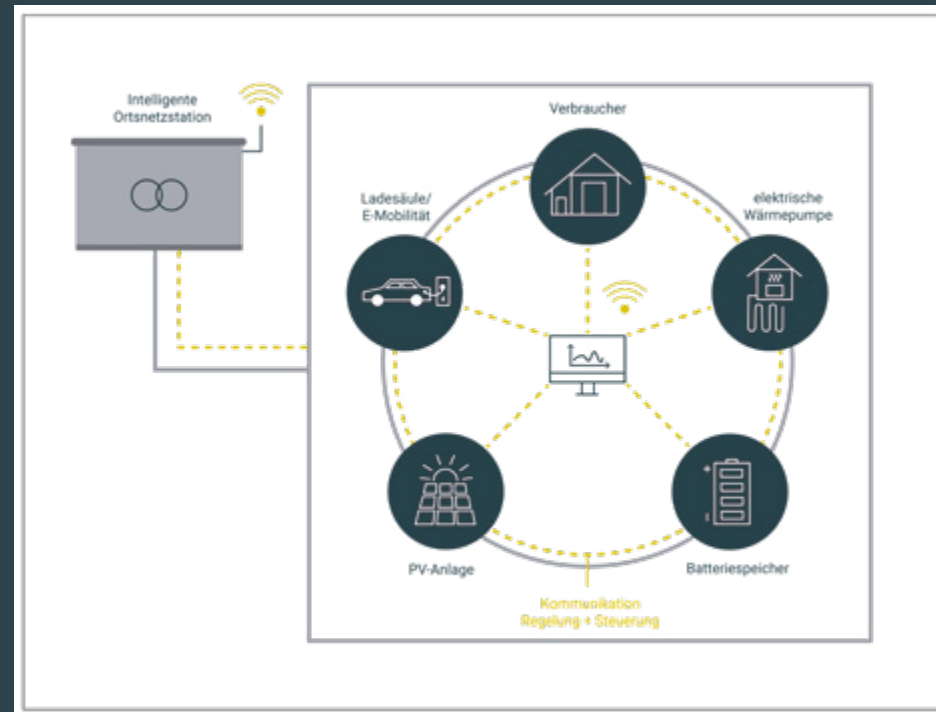 Intelligente
Ortsnetzstation
Verbraucher
Ladesäule/
E-Mobilität
elektrische
Wärmepumpe
PV-Anlage
Batteriespeicher
Kommunikation
Regelung + Steuerung